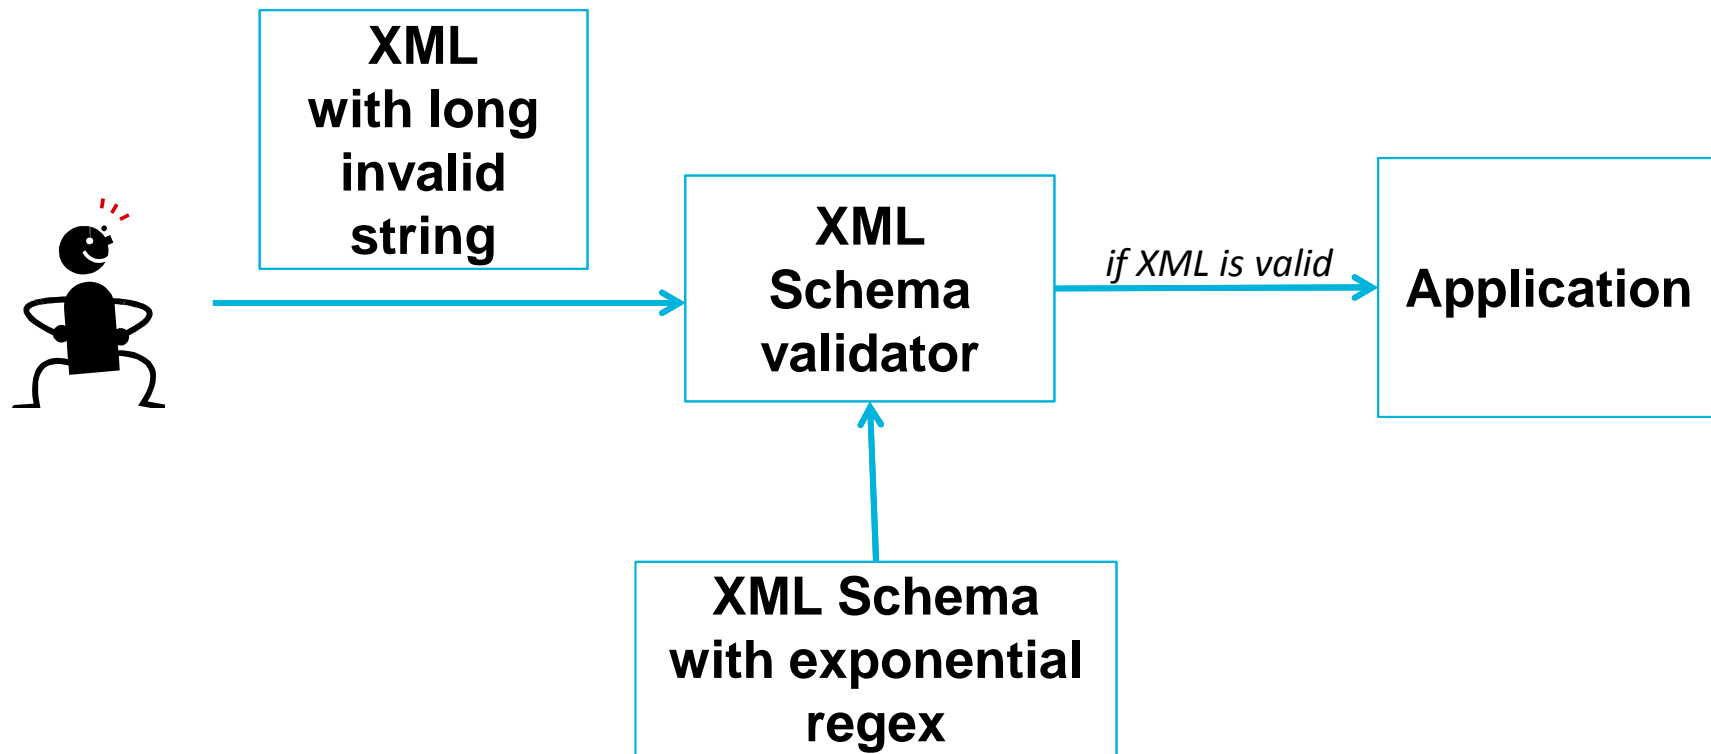 XML
with long
invalid
string
XML
Schema
validator
if XML is valid
Application
XML Schema
with exponential
regex